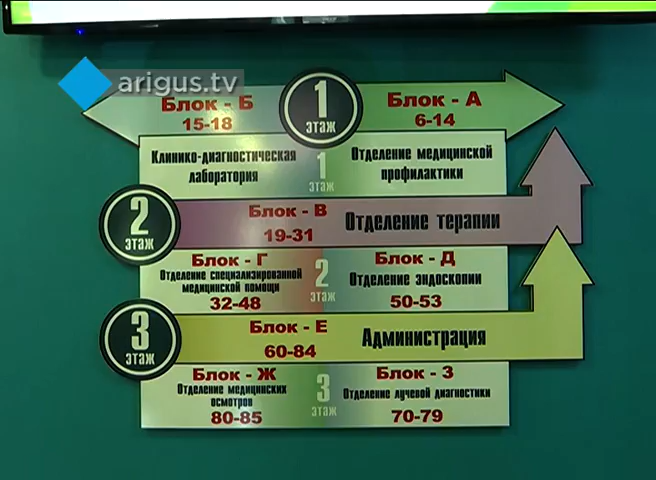 arigus.tv
Блок - Б
15-18
1
этаж
Блок - А
6-14
Клинико-диагностическая
лаборатория
1
этаж
Отделение медицинской
профилактики
2
этаж
Блок - В
19-31
Отделение терапии
Блок - Г
Отделение специализированной
медицинской помощи
32-48
2
этаж
Блок - Д
Отделение эндоскопии
50-53
3
этаж
Блок - Е
60-84
Администрация
Блок - Ж
Отделение медицинских
осмотров
80-85
3
этаж
Блок - З
Отделение лучевой диагностики
70-79